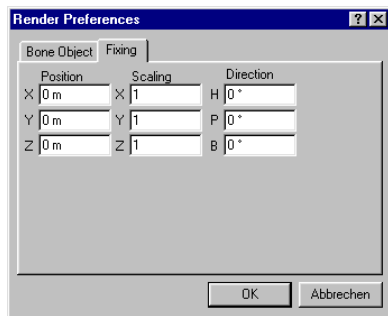 Render Preferences
Bone Object Fixing
Position Scaling Direction
X 0 m X 1 H 0 °
Y 0 m Y 1 P 0 °
Z 0 m Z 1 B 0 °
OK Abbrechen